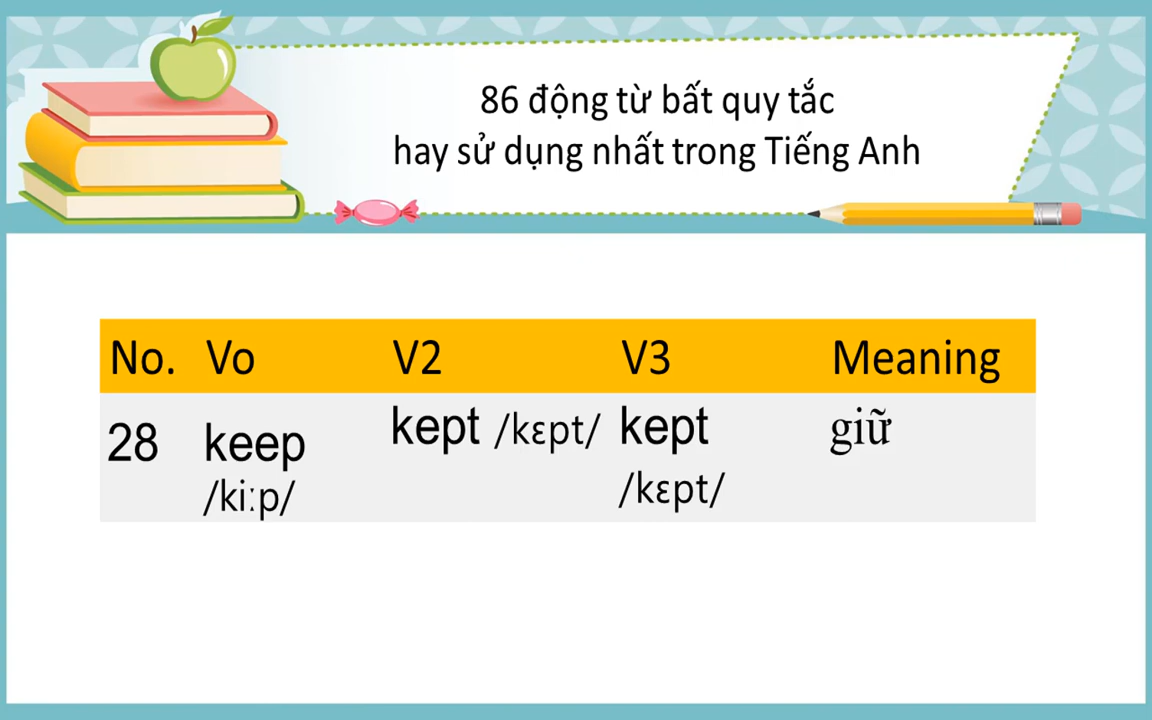 86 động từ bất quy tắc
hay sử dụng nhất trong Tiếng Anh
No. Vo V2 V3 Meaning
28 keep kept /kɛpt/ kept giữ
/kiːp/ /kɛpt/